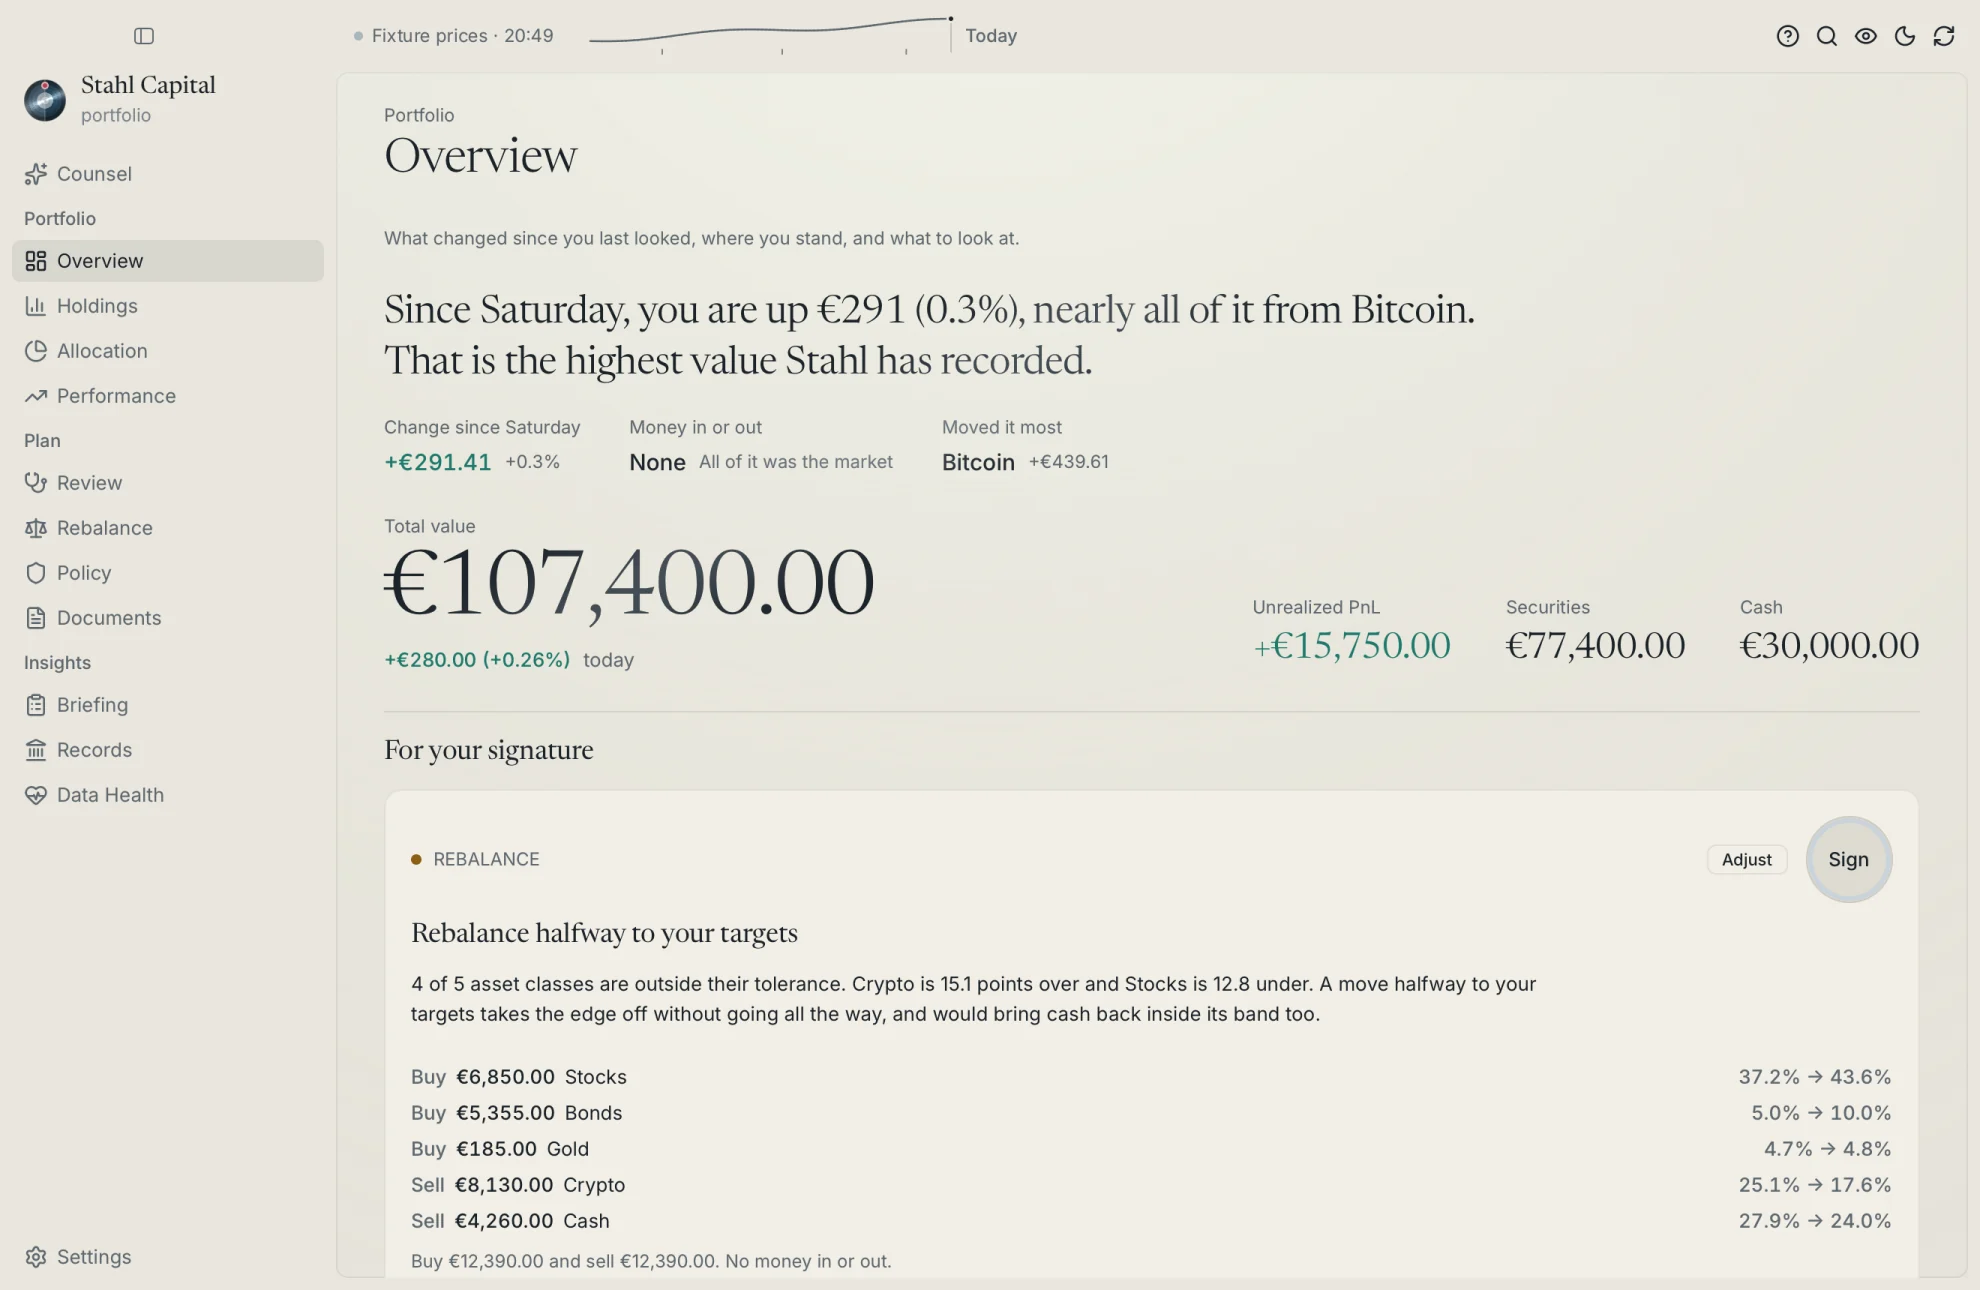 Fixture prices · 20:49
Today
Stahl Capital
portfolio
Counsel
Portfolio
Overview
Holdings
Allocation
Performance
Plan
Review
Rebalance
Policy
Documents
Insights
Briefing
Records
Data Health
Settings
Portfolio
Overview
What changed since you last looked, where you stand, and what to look at.
Since Saturday, you are up €291 (0.3%), nearly all of it from Bitcoin.
That is the highest value Stahl has recorded.
Change since Saturday
+€291.41 +0.3%
Money in or out
None All of it was the market
Moved it most
Bitcoin +€439.61
Total value
€107,400.00
+€280.00 (+0.26%) today
Unrealized PnL
+€15,750.00
Securities
€77,400.00
Cash
€30,000.00
For your signature
REBALANCE
Adjust
Sign
Rebalance halfway to your targets
4 of 5 asset classes are outside their tolerance. Crypto is 15.1 points over and Stocks is 12.8 under. A move halfway to your
targets takes the edge off without going all the way, and would bring cash back inside its band too.
Buy €6,850.00 Stocks 37.2% → 43.6%
Buy €5,355.00 Bonds 5.0% → 10.0%
Buy €185.00 Gold 4.7% → 4.8%
Sell €8,130.00 Crypto 25.1% → 17.6%
Sell €4,260.00 Cash 27.9% → 24.0%
Buy €12,390.00 and sell €12,390.00. No money in or out.